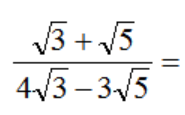 (√3 + √5) / (4√3 − 3√5) =